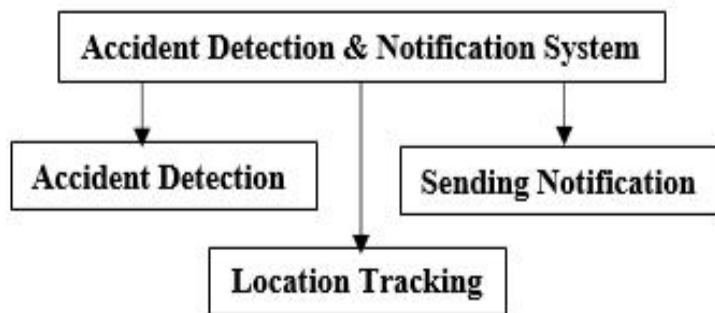 Accident Detection & Notification System
Accident Detection
Sending Notification
Location Tracking